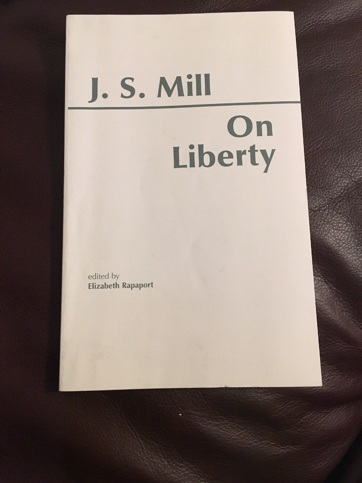 J. S. Mill
On
Liberty
edited by
Elizabeth Rapaport